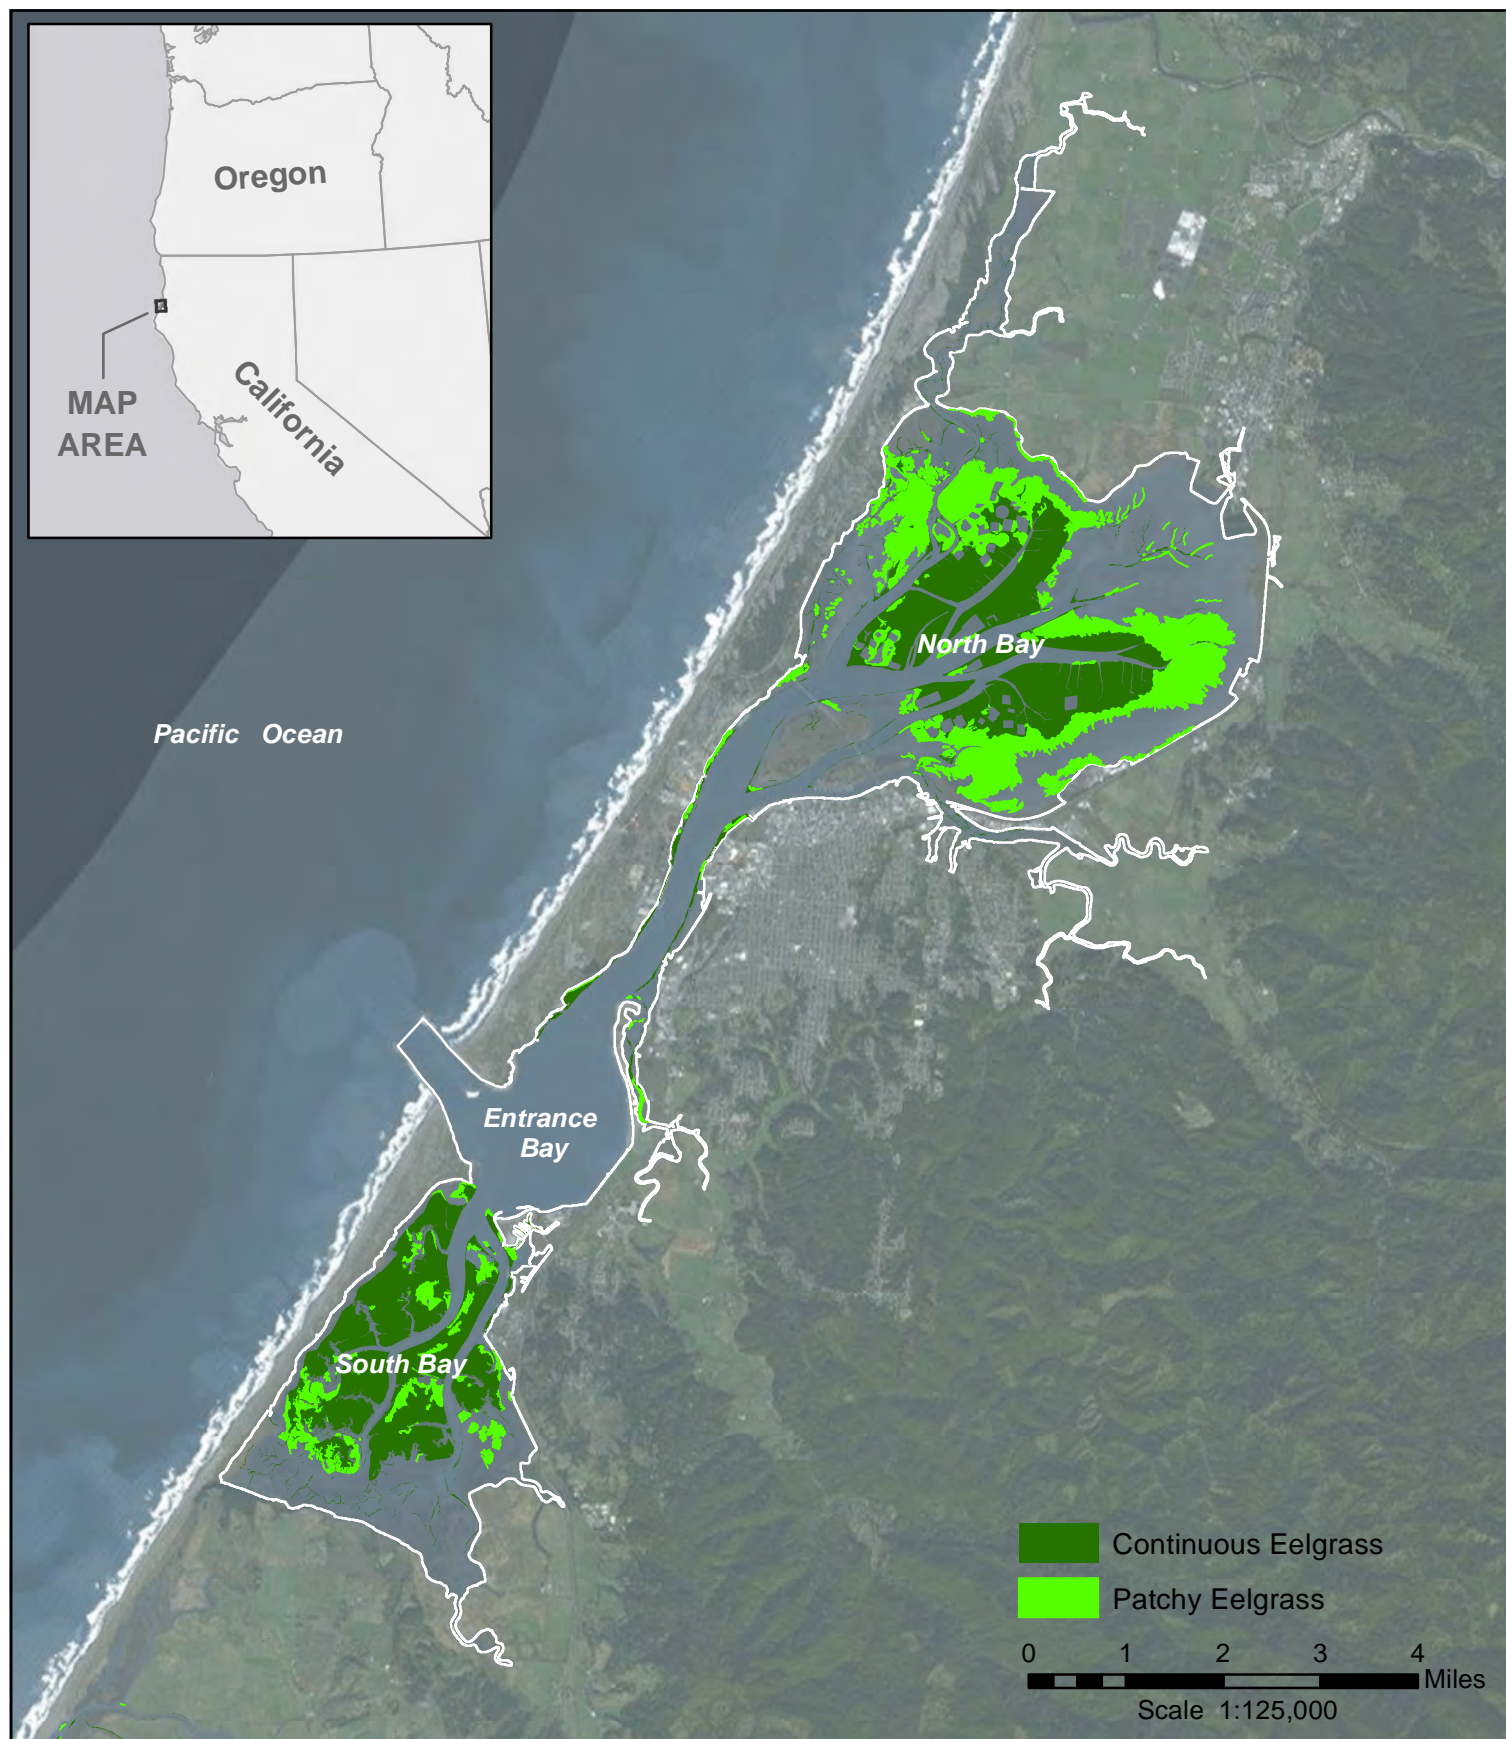 Oregon
California
MAP
AREA
Pacific Ocean
North Bay
Entrance
Bay
South Bay
Continuous Eelgrass
Patchy Eelgrass
0 1 2 3 4
Miles
Scale 1:125,000